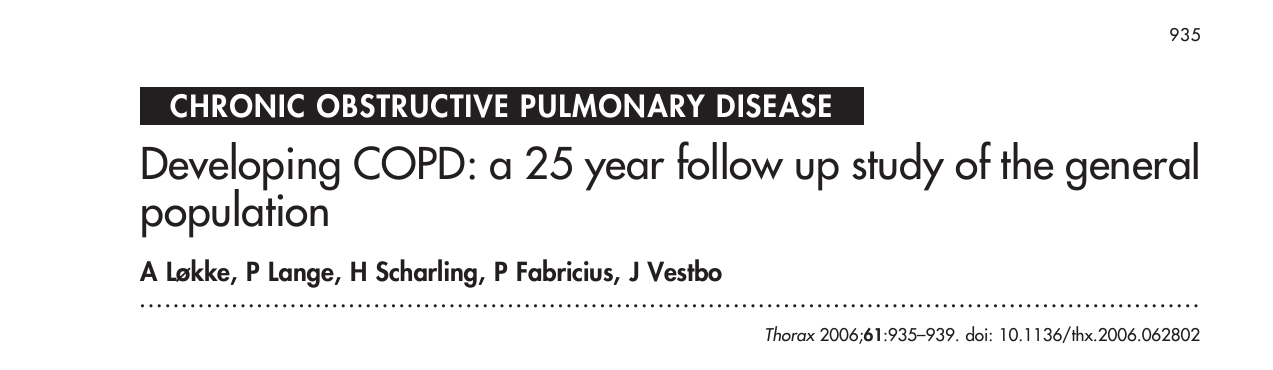 935
CHRONIC OBSTRUCTIVE PULMONARY DISEASE
Developing COPD: a 25 year follow up study of the general
population
A Løkke, P Lange, H Scharling, P Fabricius, J Vestbo
Thorax 2006;61:935–939. doi: 10.1136/thx.2006.062802